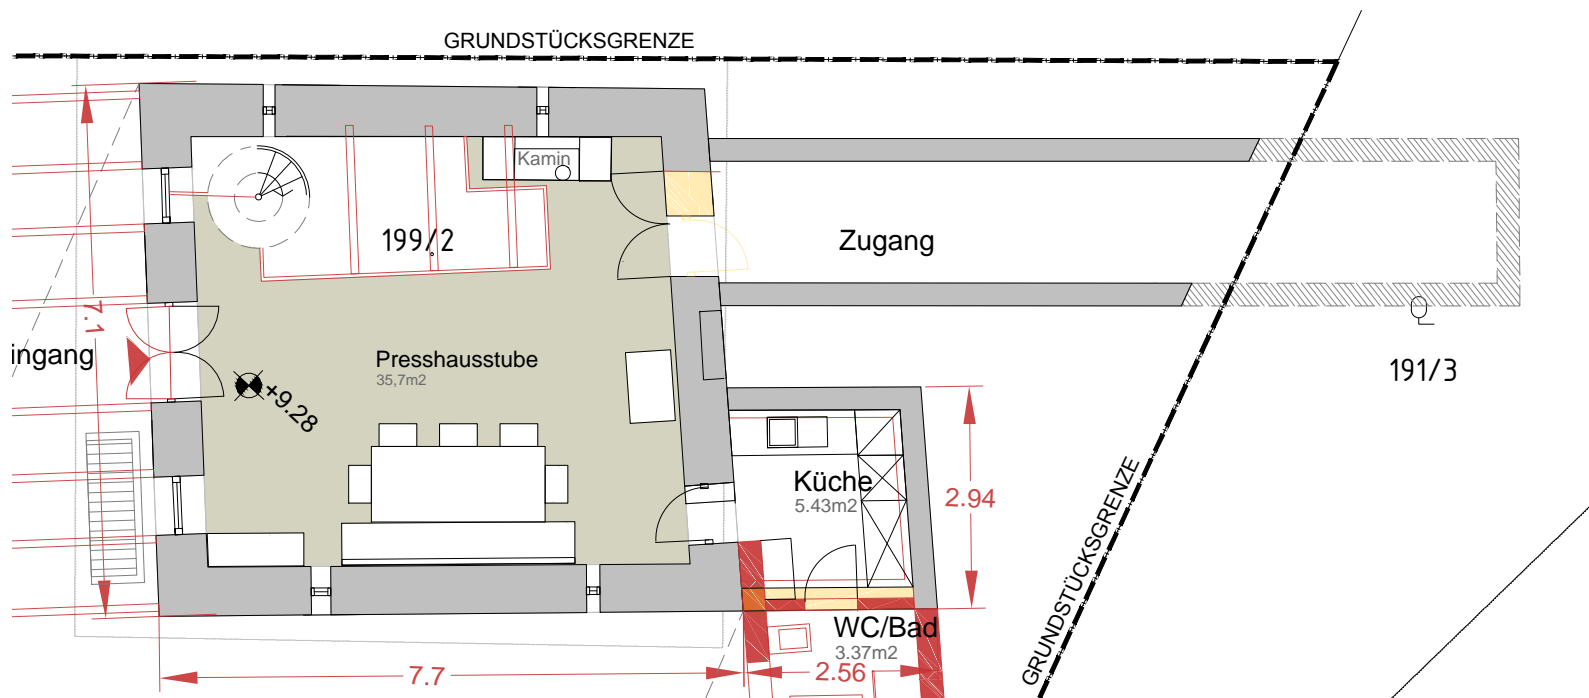 GRUNDSTÜCKSGRENZE
Kamin
199/2
Zugang
7.1
ingang
Presshausstube
35,7m2
+9.28
191/3
Küche
5.43m2
2.94
GRUNDSTÜCKSGRENZE
WC/Bad
3.37m2
7.7
2.56